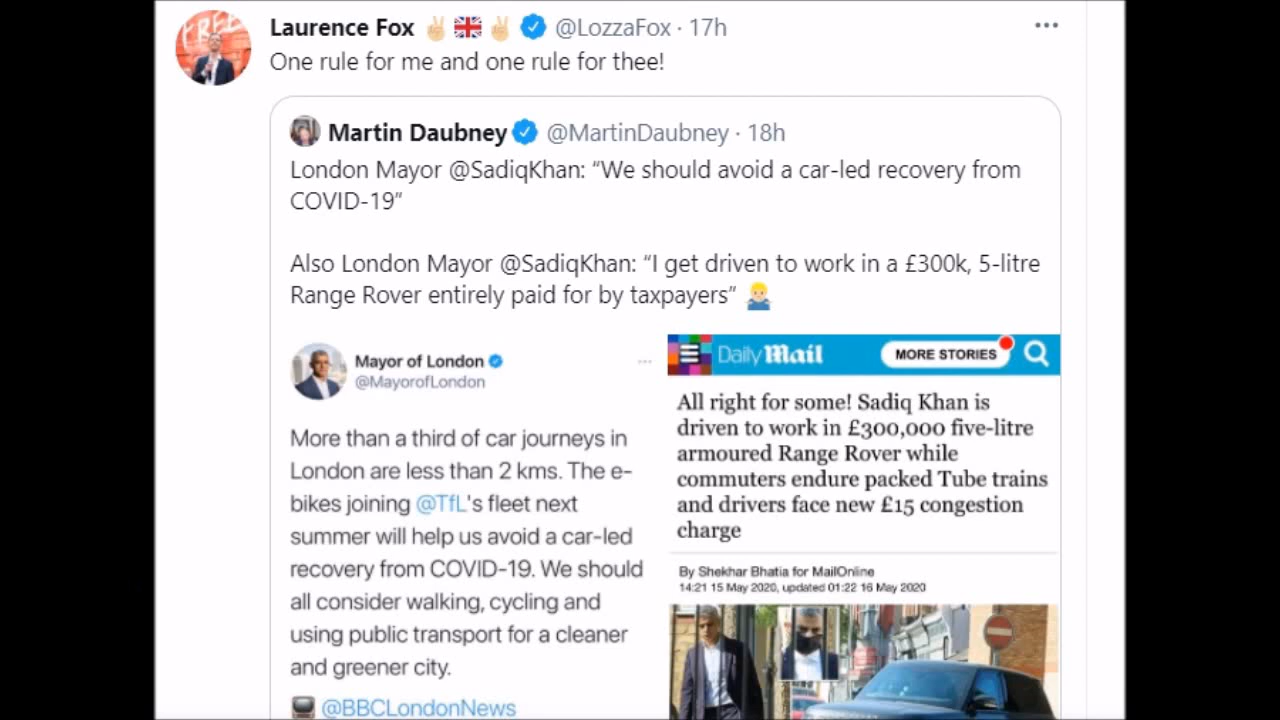 Laurence Fox ✌🏼🇬🇧✌🏼 @LozzaFox · 17h
One rule for me and one rule for thee!
Martin Daubney @MartinDaubney · 18h
London Mayor @SadiqKhan: “We should avoid a car-led recovery from
COVID-19”
Also London Mayor @SadiqKhan: “I get driven to work in a £300k, 5-litre
Range Rover entirely paid for by taxpayers” 🤷🏼‍♂️
Mayor of London
@MayorofLondon
More than a third of car journeys in
London are less than 2 kms. The e-
bikes joining @TfL's fleet next
summer will help us avoid a car-led
recovery from COVID-19. We should
all consider walking, cycling and
using public transport for a cleaner
and greener city.
📺 @BBCLondonNews
Daily Mail
MORE STORIES
All right for some! Sadiq Khan is
driven to work in £300,000 five-litre
armoured Range Rover while
commuters endure packed Tube trains
and drivers face new £15 congestion
charge
By Shekhar Bhatia for MailOnline
14:21 15 May 2020, updated 01:22 16 May 2020
FREE